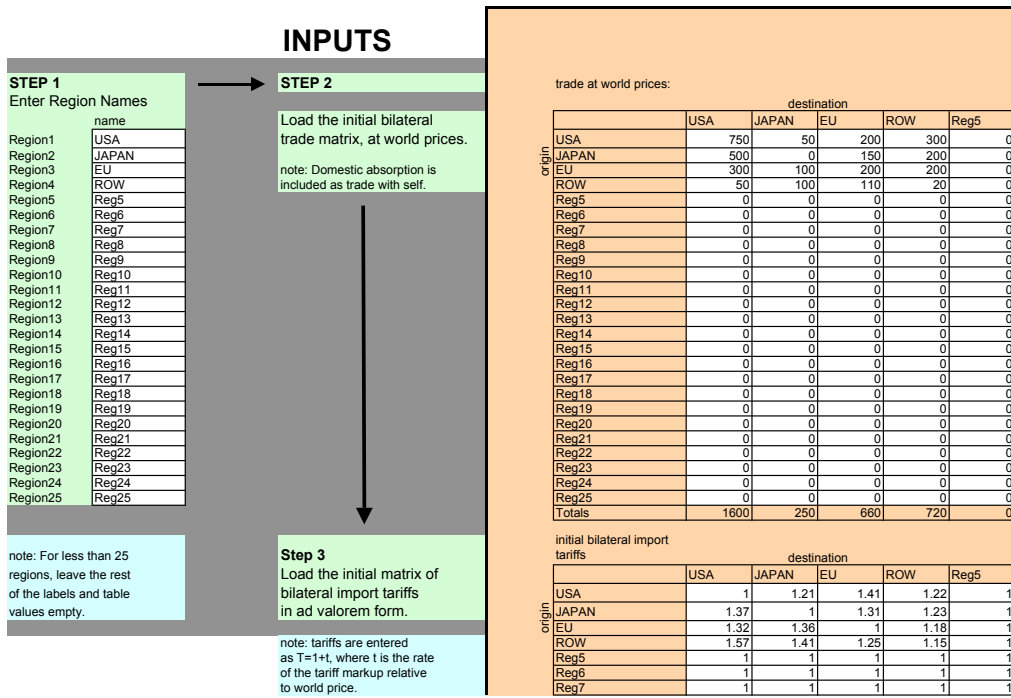 INPUTS
STEP 1
Enter Region Names
name
Region1 USA
Region2 JAPAN
Region3 EU
Region4 ROW
Region5 Reg5
Region6 Reg6
Region7 Reg7
Region8 Reg8
Region9 Reg9
Region10 Reg10
Region11 Reg11
Region12 Reg12
Region13 Reg13
Region14 Reg14
Region15 Reg15
Region16 Reg16
Region17 Reg17
Region18 Reg18
Region19 Reg19
Region20 Reg20
Region21 Reg21
Region22 Reg22
Region23 Reg23
Region24 Reg24
Region25 Reg25
note: For less than 25
regions, leave the rest
of the labels and table
values empty.
STEP 2
Load the initial bilateral
trade matrix, at world prices.
note: Domestic absorption is
included as trade with self.
Step 3
Load the initial matrix of
bilateral import tariffs
in ad valorem form.
note: tariffs are entered
as T=1+t, where t is the rate
of the tariff markup relative
to world price.
trade at world prices:
destination
USA JAPAN EU ROW Reg5
origin
USA 750 50 200 300 0
JAPAN 500 0 150 200 0
EU 300 100 200 200 0
ROW 50 100 110 20 0
Reg5 0 0 0 0 0
Reg6 0 0 0 0 0
Reg7 0 0 0 0 0
Reg8 0 0 0 0 0
Reg9 0 0 0 0 0
Reg10 0 0 0 0 0
Reg11 0 0 0 0 0
Reg12 0 0 0 0 0
Reg13 0 0 0 0 0
Reg14 0 0 0 0 0
Reg15 0 0 0 0 0
Reg16 0 0 0 0 0
Reg17 0 0 0 0 0
Reg18 0 0 0 0 0
Reg19 0 0 0 0 0
Reg20 0 0 0 0 0
Reg21 0 0 0 0 0
Reg22 0 0 0 0 0
Reg23 0 0 0 0 0
Reg24 0 0 0 0 0
Reg25 0 0 0 0 0
Totals 1600 250 660 720 0
initial bilateral import
tariffs
destination
USA JAPAN EU ROW Reg5
origin
USA 1 1.21 1.41 1.22 1
JAPAN 1.37 1 1.31 1.23 1
EU 1.32 1.36 1 1.18 1
ROW 1.57 1.41 1.25 1.15 1
Reg5 1 1 1 1 1
Reg6 1 1 1 1 1
Reg7 1 1 1 1 1